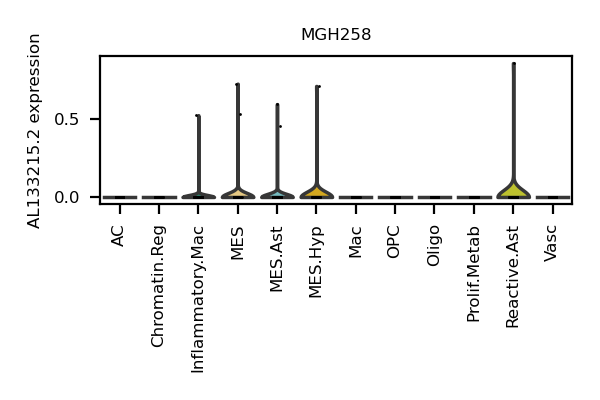 MGH258
AL133215.2 expression
0.5
0.0
AC
Chromatin.Reg
Inflammatory.Mac
MES
MES.Ast
MES.Hyp
Mac
OPC
Oligo
Prolif.Metab
Reactive.Ast
Vasc